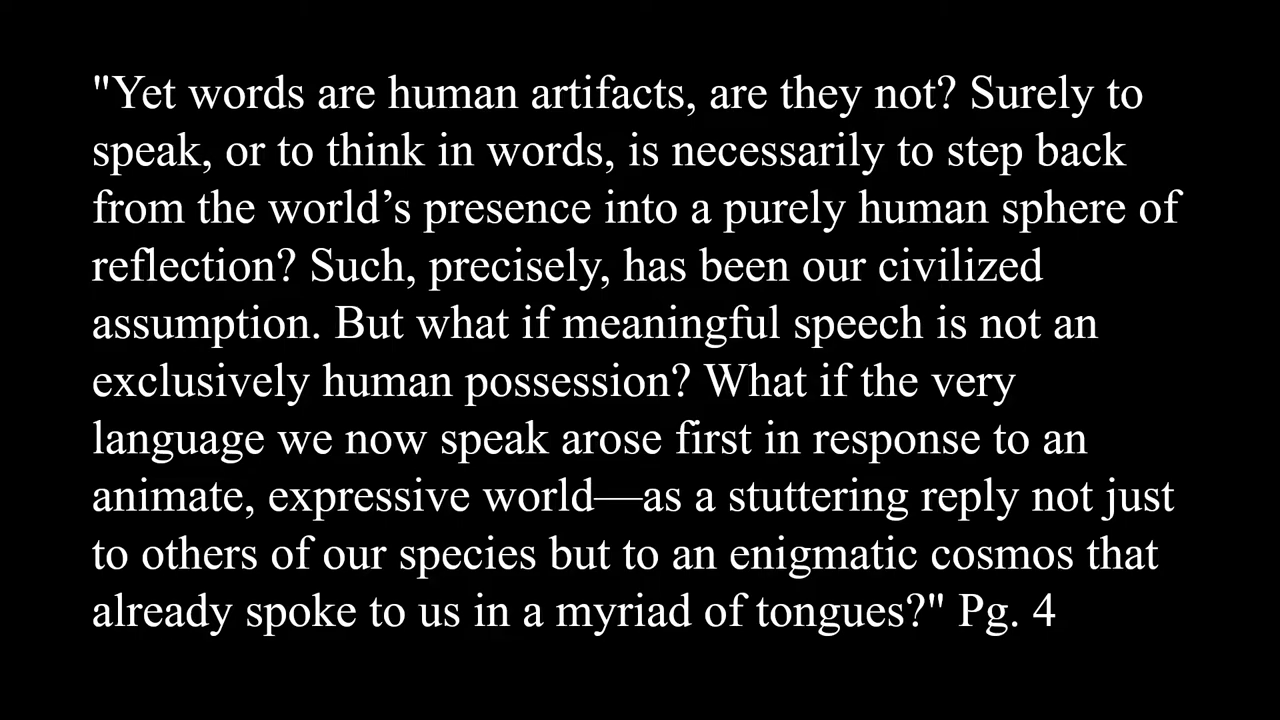 "Yet words are human artifacts, are they not? Surely to
speak, or to think in words, is necessarily to step back
from the world’s presence into a purely human sphere of
reflection? Such, precisely, has been our civilized
assumption. But what if meaningful speech is not an
exclusively human possession? What if the very
language we now speak arose first in response to an
animate, expressive world—as a stuttering reply not just
to others of our species but to an enigmatic cosmos that
already spoke to us in a myriad of tongues?" Pg. 4